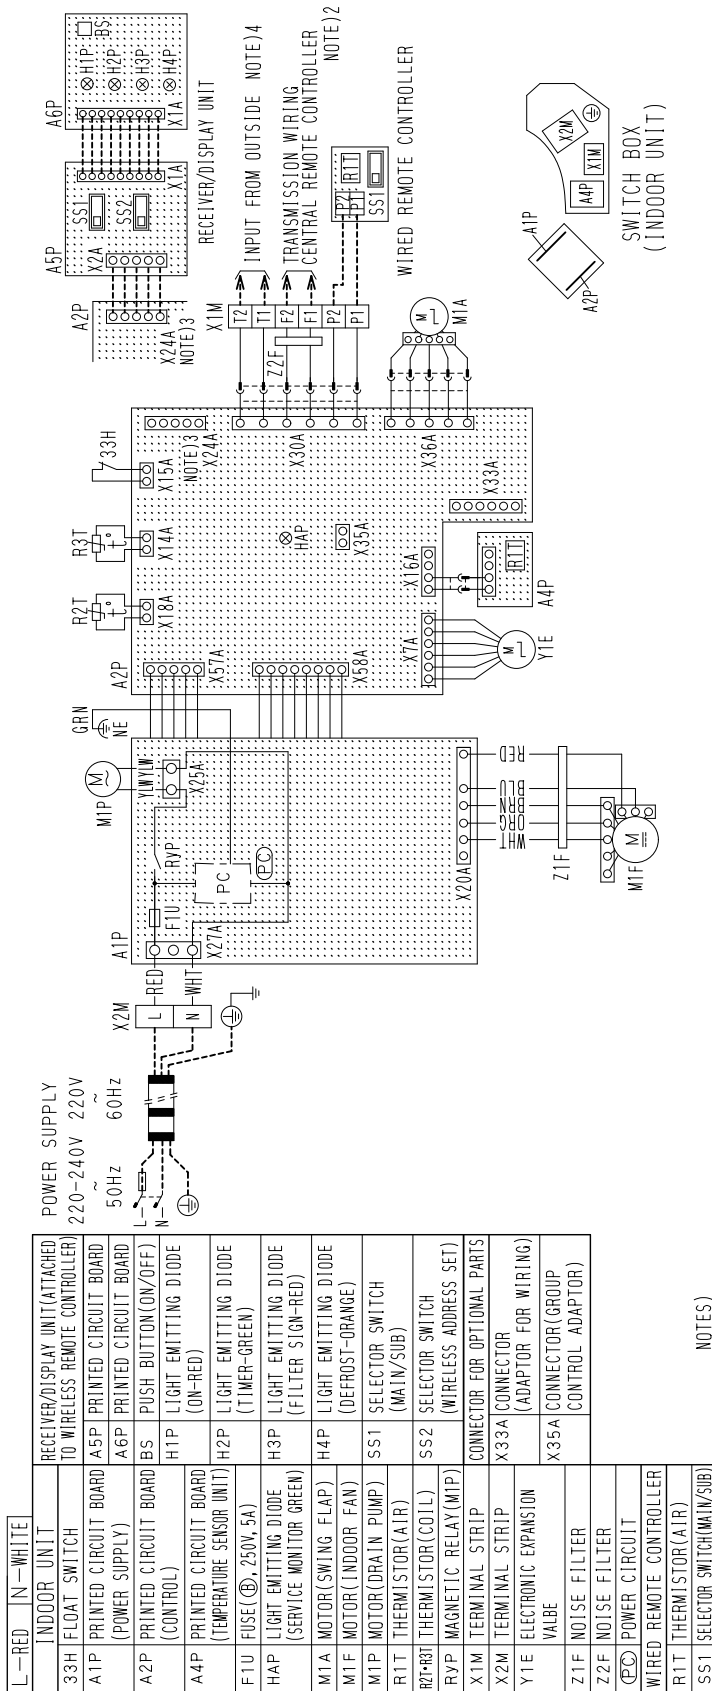 L-RED N-WHITE
INDOOR UNIT
33H FLOAT SWITCH
A1P PRINTED CIRCUIT BOARD
(POWER SUPPLY)
A2P PRINTED CIRCUIT BOARD
(CONTROL)
A4P PRINTED CIRCUIT BOARD
(TEMPERATURE SENSOR UNIT)
F1U FUSE(Ⓑ,250V,5A)
HAP LIGHT EMITTING DIODE
(SERVICE MONITOR GREEN)
M1A MOTOR(SWING FLAP)
M1F MOTOR(INDOOR FAN)
M1P MOTOR(DRAIN PUMP)
R1T THERMISTOR(AIR)
R2T·R3T THERMISTOR(COIL)
RyP MAGNETIC RELAY(M1P)
X1M TERMINAL STRIP
X2M TERMINAL STRIP
Y1E ELECTRONIC EXPANSION
VALBE
Z1F NOISE FILTER
Z2F NOISE FILTER
PC POWER CIRCUIT
WIRED REMOTE CONTROLLER
R1T THERMISTOR(AIR)
SS1 SELECTOR SWITCH(MAIN/SUB)
RECEIVER/DISPLAY UNIT(ATTACHED
TO WIRELESS REMOTE CONTROLLER)
A5P PRINTED CIRCUIT BOARD
A6P PRINTED CIRCUIT BOARD
BS PUSH BUTTON(ON/OFF)
H1P LIGHT EMITTING DIODE
(ON-RED)
H2P LIGHT EMITTING DIODE
(TIMER-GREEN)
H3P LIGHT EMITTING DIODE
(FILTER SIGN-RED)
H4P LIGHT EMITTING DIODE
(DEFROST-ORANGE)
SS1 SELECTOR SWITCH
(MAIN/SUB)
SS2 SELECTOR SWITCH
(WIRELESS ADDRESS SET)
CONNECTOR FOR OPTIONAL PARTS
X33A CONNECTOR
(ADAPTOR FOR WIRING)
X35A CONNECTOR(GROUP
CONTROL ADAPTOR)
NOTES)
POWER SUPPLY
220-240V 220V
~ ~
50Hz 60Hz
L
N
X2M
L
N
RED
WHT
A1P
X27A
F1U
RyP
PC
PC
M1P
M
~
YLW YLW
X25A
GRN
NE
X20A
WHT
ORG
BRN
BLU
RED
Z1F
M1F
M
A2P
X57A
X58A
R2T
t°
X18A
R3T
t°
X14A
33H
X15A
NOTE)3
X24A
HAP
X35A
X30A
X36A
X33A
X7A
X16A
Y1E
M
A4P
R1T
M1A
M
Z2F
X1M
T2
T1
F2
F1
P2
P1
INPUT FROM OUTSIDE NOTE)4
TRANSMISSION WIRING
CENTRAL REMOTE CONTROLLER
NOTE)2
P2
P1
R1T
SS1
WIRED REMOTE CONTROLLER
A2P
X24A
NOTE)3
A5P
X2A
SS1
SS2
X1A
A6P
X1A
BS
H1P
H2P
H3P
H4P
RECEIVER/DISPLAY UNIT
A1P
A2P
A4P
X1M
X2M
SWITCH BOX
(INDOOR UNIT)